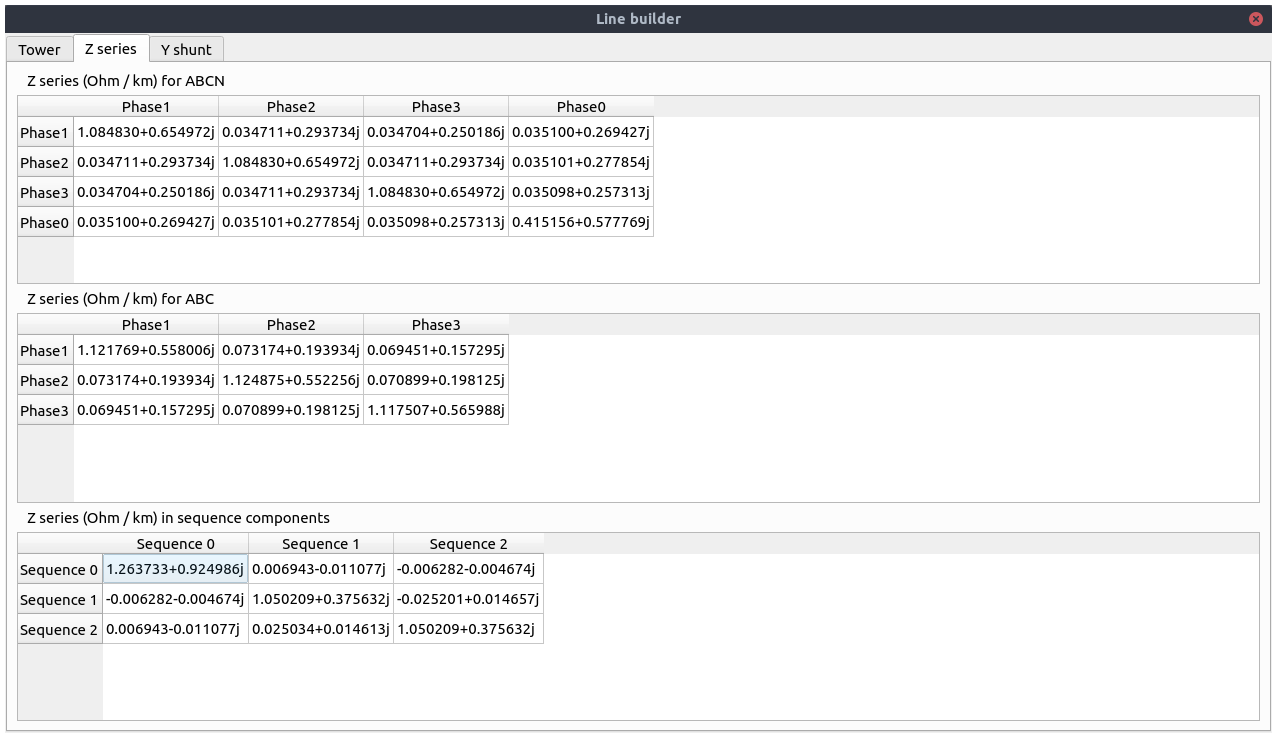 Line builder
Tower Z series Y shunt
Z series (Ohm / km) for ABCN
Phase1 Phase2 Phase3 Phase0
Phase1 1.084830+0.654972j 0.034711+0.293734j 0.034704+0.250186j 0.035100+0.269427j
Phase2 0.034711+0.293734j 1.084830+0.654972j 0.034711+0.293734j 0.035101+0.277854j
Phase3 0.034704+0.250186j 0.034711+0.293734j 1.084830+0.654972j 0.035098+0.257313j
Phase0 0.035100+0.269427j 0.035101+0.277854j 0.035098+0.257313j 0.415156+0.577769j
Z series (Ohm / km) for ABC
Phase1 Phase2 Phase3
Phase1 1.121769+0.558006j 0.073174+0.193934j 0.069451+0.157295j
Phase2 0.073174+0.193934j 1.124875+0.552256j 0.070899+0.198125j
Phase3 0.069451+0.157295j 0.070899+0.198125j 1.117507+0.565988j
Z series (Ohm / km) in sequence components
Sequence 0 Sequence 1 Sequence 2
Sequence 0 1.263733+0.924986j 0.006943-0.011077j -0.006282-0.004674j
Sequence 1 -0.006282-0.004674j 1.050209+0.375632j -0.025201+0.014657j
Sequence 2 0.006943-0.011077j 0.025034+0.014613j 1.050209+0.375632j